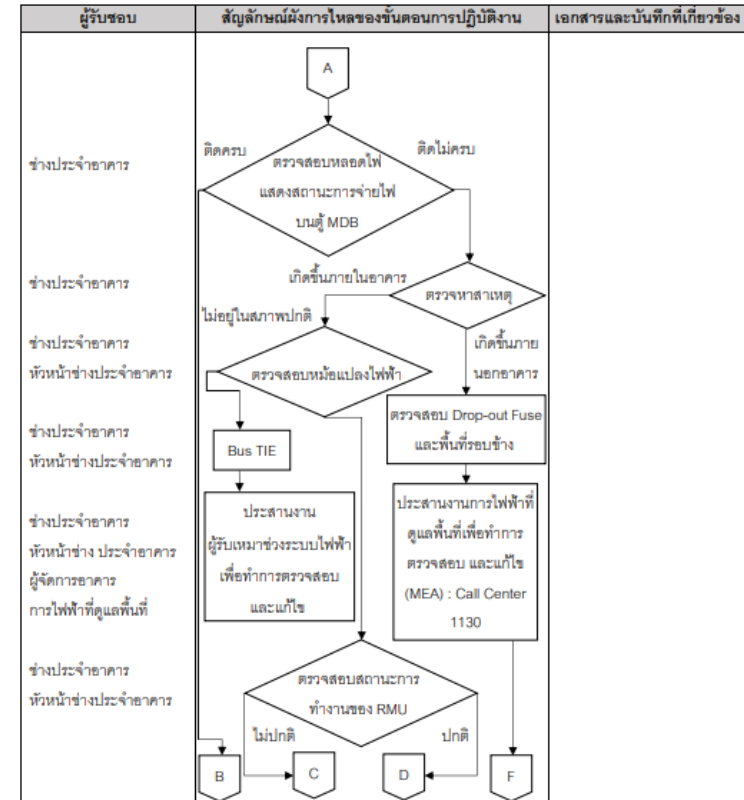 ผู้รับชอบ
สัญลักษณ์ผังการไหลของขั้นตอนการปฏิบัติงาน
เอกสารและบันทึกที่เกี่ยวข้อง
A
ช่างประจำอาคาร
ติดครบ
ติดไม่ครบ
ตรวจสอบหลอดไฟ
แสดงสถานะการจ่ายไฟ
บนตู้ MDB
ช่างประจำอาคาร
เกิดขึ้นภายในอาคาร
ตรวจหาสาเหตุ
ไม่อยู่ในสภาพปกติ
ช่างประจำอาคาร
หัวหน้าช่างประจำอาคาร
ตรวจสอบหม้อแปลงไฟฟ้า
เกิดขึ้นภาย
นอกอาคาร
ช่างประจำอาคาร
หัวหน้าช่างประจำอาคาร
Bus TIE
ตรวจสอบ Drop-out Fuse
และพื้นที่รอบข้าง
ช่างประจำอาคาร
หัวหน้าช่าง ประจำอาคาร
ผู้จัดการอาคาร
การไฟฟ้าที่ดูแลพื้นที่
ประสานงาน
ผู้รับเหมาช่วงระบบไฟฟ้า
เพื่อทำการตรวจสอบ
และแก้ไข
ประสานงานการไฟฟ้าที่
ดูแลพื้นที่เพื่อทำการ
ตรวจสอบ และแก้ไข
(MEA) : Call Center
1130
ช่างประจำอาคาร
หัวหน้าช่างประจำอาคาร
ตรวจสอบสถานะการ
ทำงานของ RMU
ไม่ปกติ
ปกติ
B
C
D
F